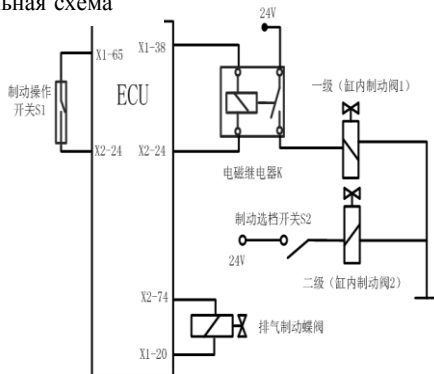 льная схема
24V
X1-65
X1-38
制动操作
开关S1
ECU
一级（缸内制动阀1）
X2-24
X2-24
电磁继电器K
制动选档开关S2
24V
二级（缸内制动阀2）
X2-74
排气制动蝶阀
X1-20